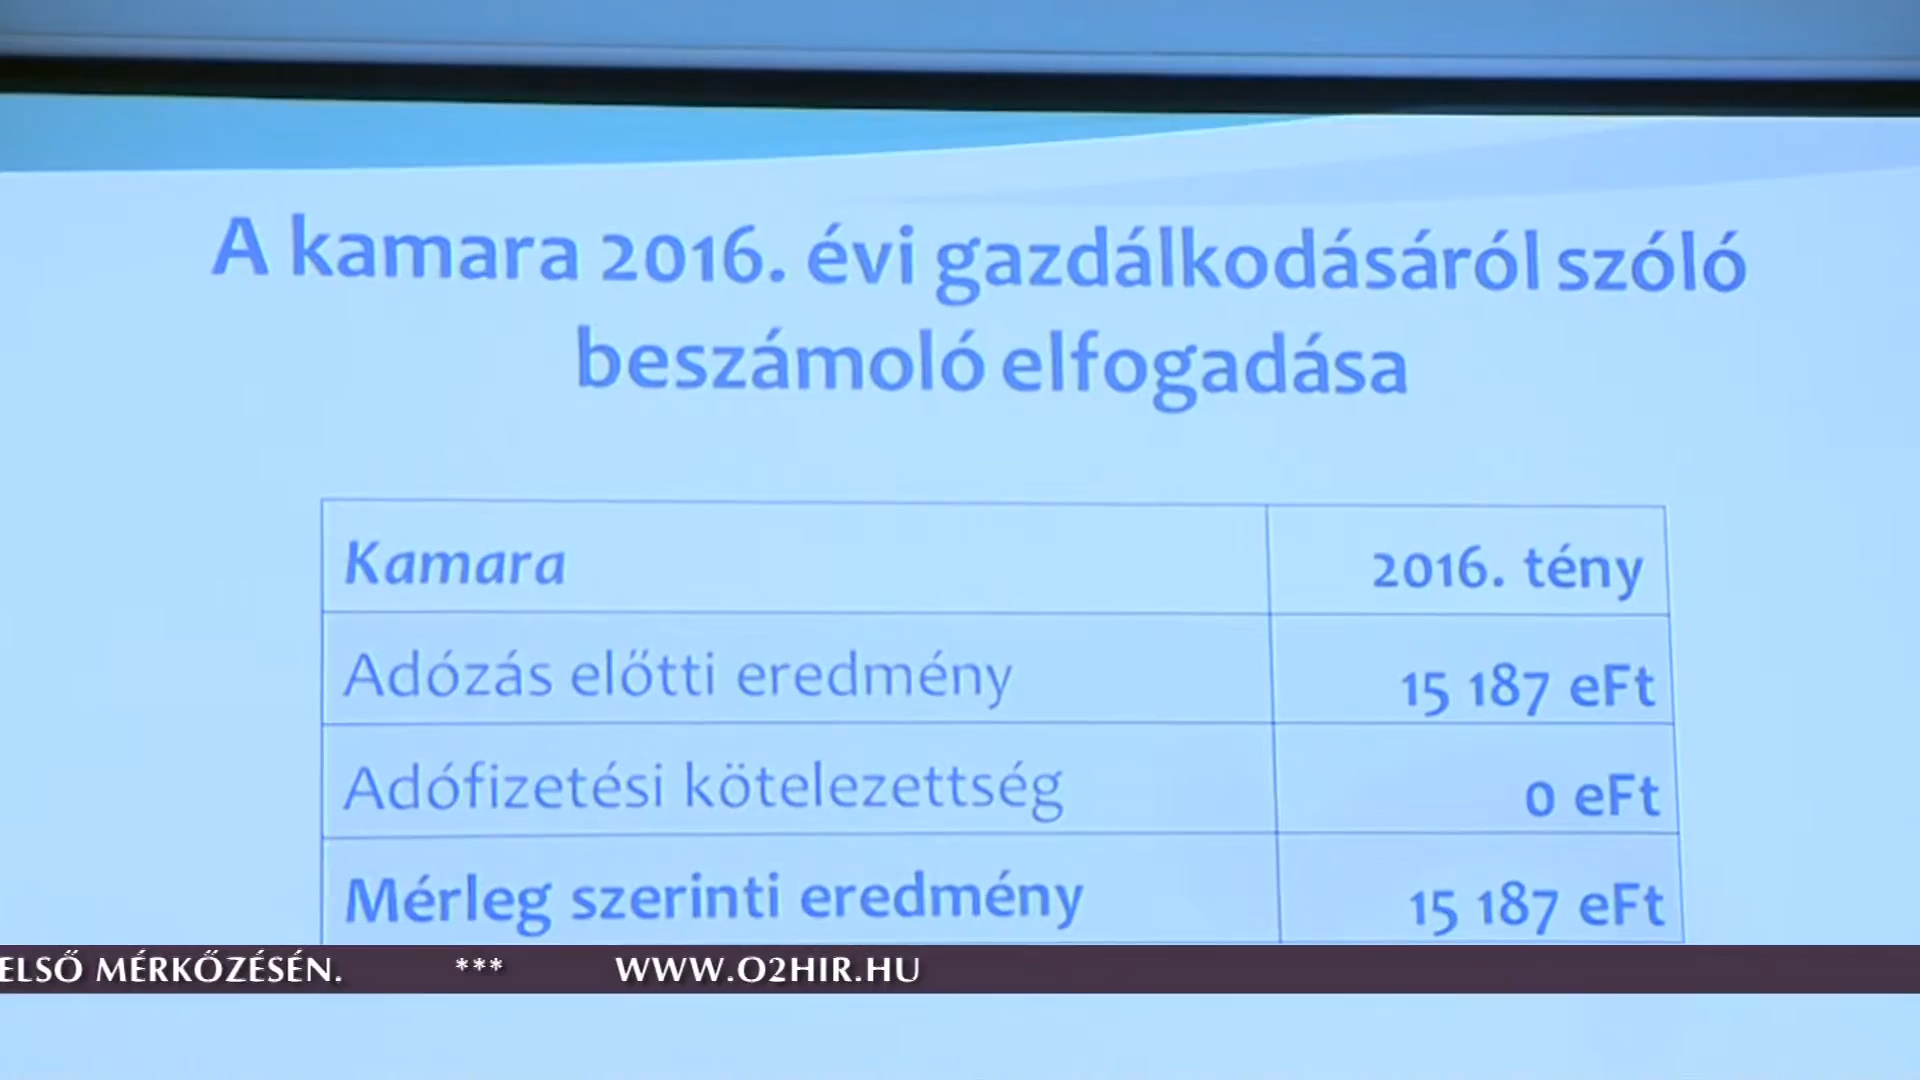 A kamara 2016. évi gazdálkodásáról szóló
beszámoló elfogadása
Kamara 2016. tény
Adózás előtti eredmény 15 187 eFt
Adófizetési kötelezettség 0 eFt
Mérleg szerinti eredmény 15 187 eFt
ELSŐ MÉRKŐZÉSÉN. *** WWW.O2HIR.HU